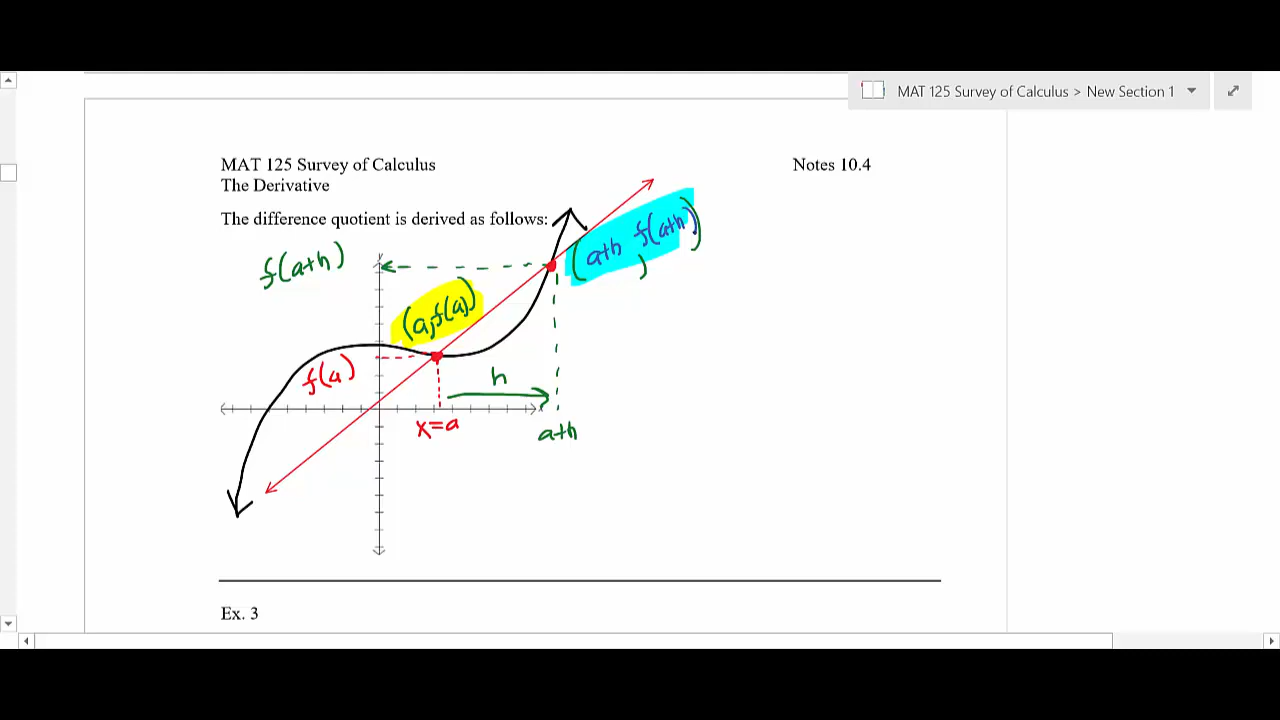 MAT 125 Survey of Calculus > New Section 1
MAT 125 Survey of Calculus
Notes 10.4
The Derivative
The difference quotient is derived as follows:
(a+h f(a+h))
f(a+h)
(a,f(a))
f(a)
h
x=a
a+h
Ex. 3